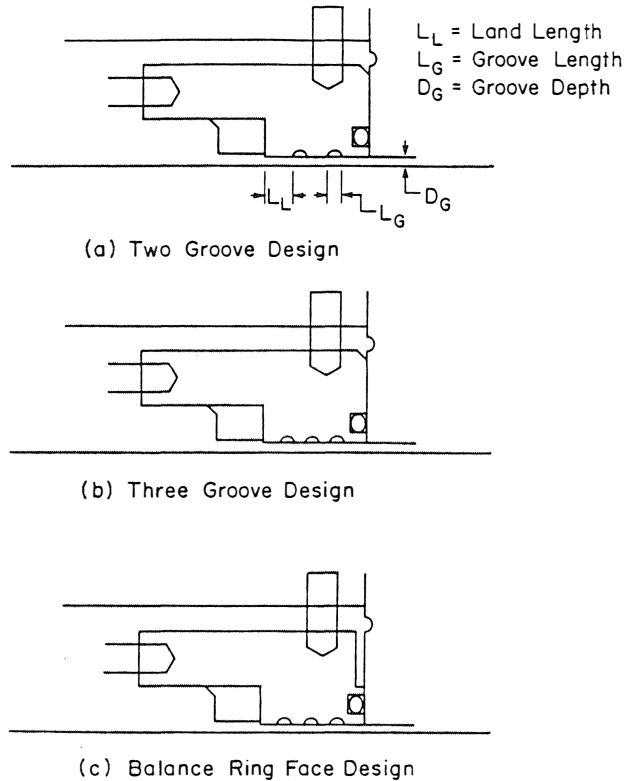 L_L = Land Length
L_G = Groove Length
D_G = Groove Depth
L_L
L_G
D_G
(a) Two Groove Design
(b) Three Groove Design
(c) Balance Ring Face Design